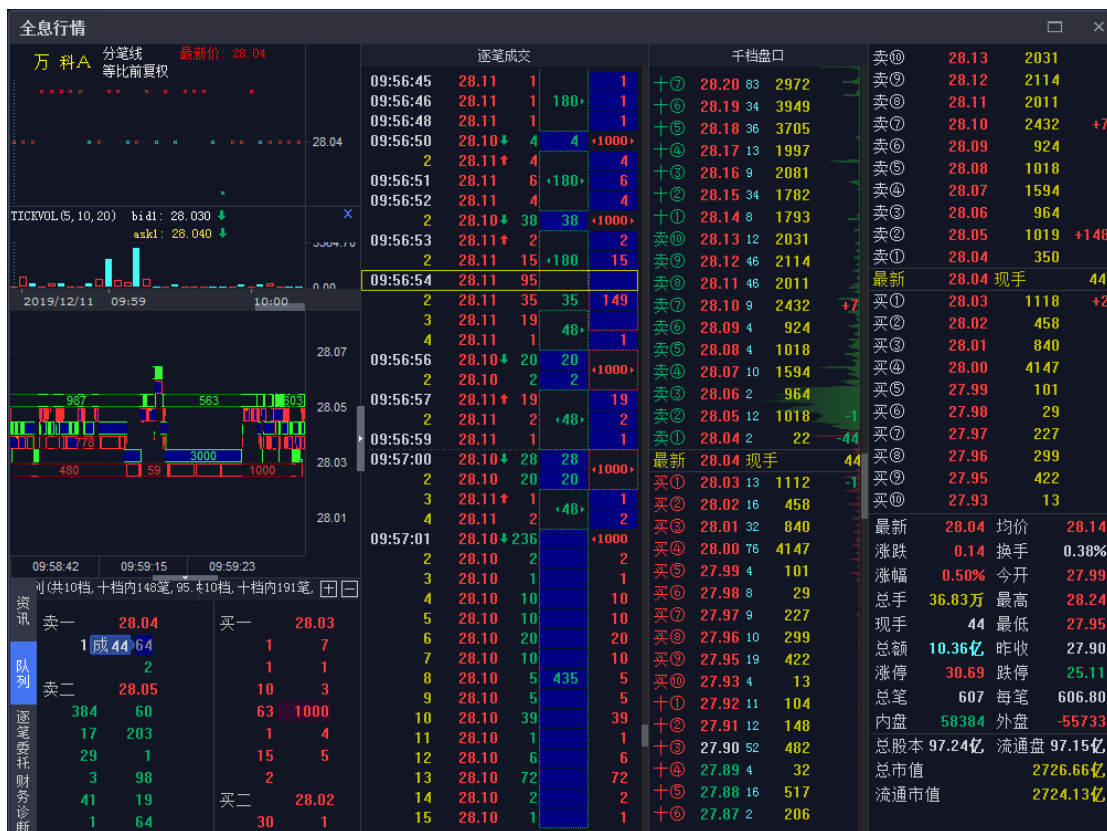 全息行情
万 科A 分笔线 最新价: 28.04
等比前复权
28.04
TICKVOL(5,10,20) bid1: 28.030 ↓ X
ask1: 28.040 ↓
0.00
2019/12/11 09:59 10:00
28.07
987 563 603
28.05
778
3000
28.03
480 59 1000
28.01
09:58:42 09:59:15 09:59:23
列(共10档,十档内148笔,95.
10档,十档内191笔,
资讯
队列
逐笔委托
财务诊断
卖一 28.04
1 成44 64
2
卖二 28.05
384 60
17 203
29 1
3 98
41 19
1 64
买一 28.03
1 7
1 1
10 3
63 1000
1 4
15 5
2
买二 28.02
30 1
逐笔成交
09:56:45 28.11 1 1
09:56:46 28.11 1 180 1
09:56:48 28.11 1 1
09:56:50 28.10↓ 4 4 1000
2 28.11↑ 4 4
09:56:51 28.11 6 180 6
09:56:52 28.11 4 4
2 28.10↓ 38 38 1000
09:56:53 28.11↑ 2 2
2 28.11 15 180 15
09:56:54 28.11 95
2 28.11 35 35 149
3 28.11 19 48
4 28.11 1 1
09:56:56 28.10↓ 20 20 1000
2 28.10 2 2
09:56:57 28.11↑ 19 19
2 28.11 2 48 2
09:56:59 28.11 1 1
09:57:00 28.10↓ 28 28 1000
2 28.10 20 20
3 28.11↑ 1 48 1
4 28.11 2 2
09:57:01 28.10↓ 236 1000
2 28.10 2 2
3 28.10 1 1
4 28.10 10 10
5 28.10 10 10
6 28.10 20 20
7 28.10 10 10
8 28.10 5 435 5
9 28.10 5 5
10 28.10 39 39
11 28.10 1 1
12 28.10 6 6
13 28.10 72 72
14 28.10 2 2
15 28.10 1 1
千档盘口
十⑦ 28.20 83 2972
十⑥ 28.19 34 3949
十⑤ 28.18 36 3705
十④ 28.17 13 1997
十③ 28.16 9 2081
十② 28.15 34 1782
十① 28.14 8 1793
卖⑩ 28.13 12 2031
卖⑨ 28.12 46 2114
卖⑧ 28.11 46 2011
卖⑦ 28.10 9 2432 +7
卖⑥ 28.09 4 924
卖⑤ 28.08 4 1018
卖④ 28.07 10 1594
卖③ 28.06 2 964
卖② 28.05 12 1018 -1
卖① 28.04 2 22 -44
最新 28.04 现手 44
买① 28.03 13 1112 -1
买② 28.02 16 458
买③ 28.01 32 840
买④ 28.00 76 4147
买⑤ 27.99 4 101
买⑥ 27.98 8 29
买⑦ 27.97 9 227
买⑧ 27.96 10 299
买⑨ 27.95 19 422
买⑩ 27.93 4 13
十① 27.92 11 104
十② 27.91 12 148
十③ 27.90 52 482
十④ 27.89 4 32
十⑤ 27.88 16 517
十⑥ 27.87 2 206
卖⑩ 28.13 2031
卖⑨ 28.12 2114
卖⑧ 28.11 2011
卖⑦ 28.10 2432 +7
卖⑥ 28.09 924
卖⑤ 28.08 1018
卖④ 28.07 1594
卖③ 28.06 964
卖② 28.05 1019 +148
卖① 28.04 350
最新 28.04 现手 44
买① 28.03 1118 +2
买② 28.02 458
买③ 28.01 840
买④ 28.00 4147
买⑤ 27.99 101
买⑥ 27.98 29
买⑦ 27.97 227
买⑧ 27.96 299
买⑨ 27.95 422
买⑩ 27.93 13
最新 28.04 均价 28.14
涨跌 0.14 换手 0.38%
涨幅 0.50% 今开 27.99
总手 36.83万 最高 28.24
现手 44 最低 27.95
总额 10.36亿 昨收 27.90
涨停 30.69 跌停 25.11
总笔 607 每笔 606.80
内盘 58384 外盘 -55733
总股本 97.24亿 流通盘 97.15亿
总市值 2726.66亿
流通市值 2724.13亿